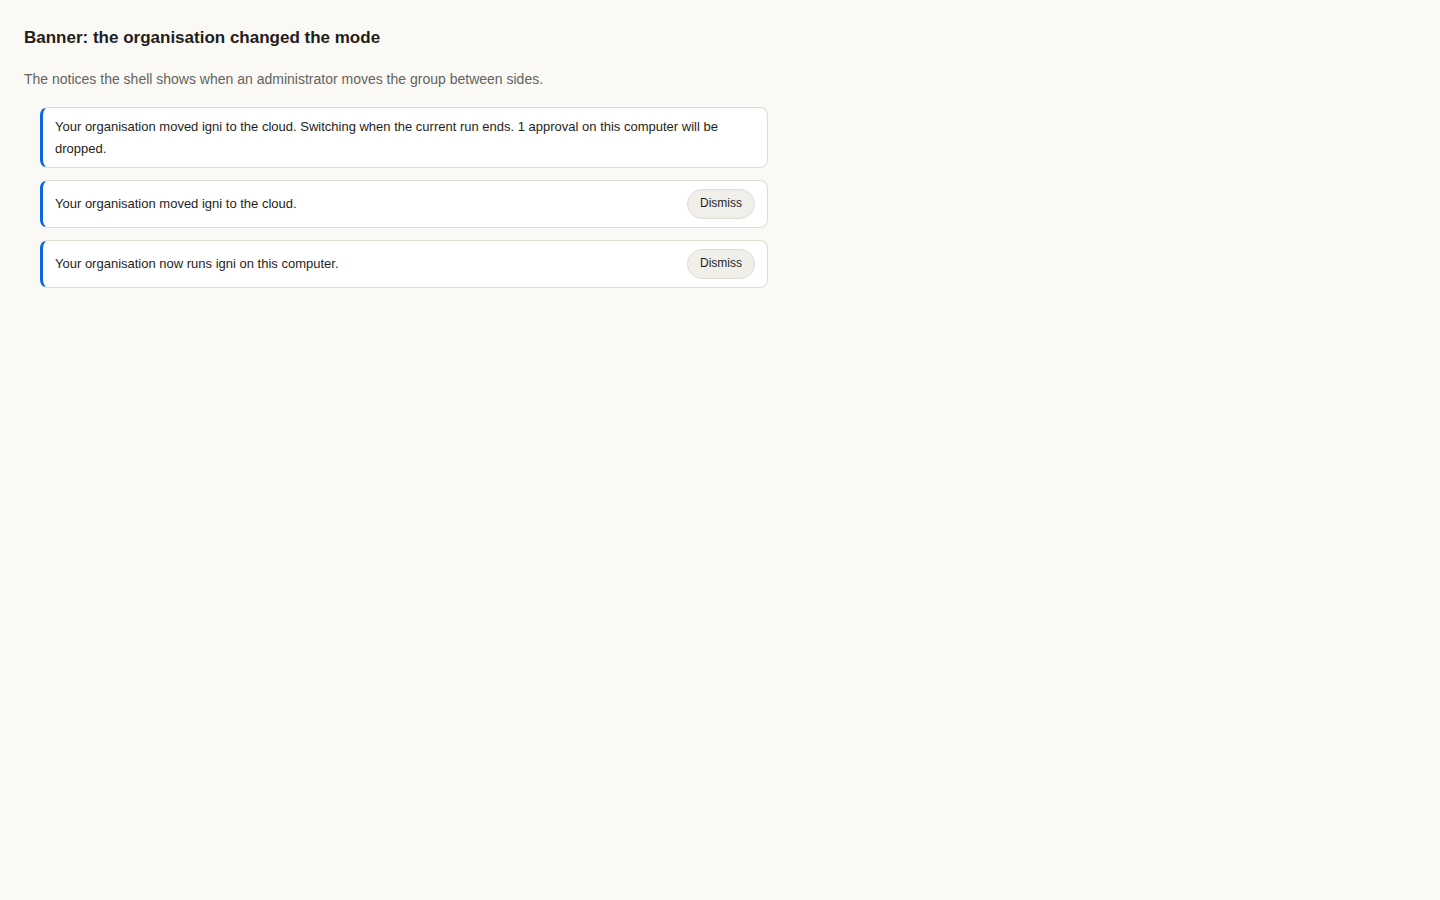 Banner: the organisation changed the mode
The notices the shell shows when an administrator moves the group between sides.
Your organisation moved igni to the cloud. Switching when the current run ends. 1 approval on this computer will be
dropped.
Your organisation moved igni to the cloud.
Dismiss
Your organisation now runs igni on this computer.
Dismiss